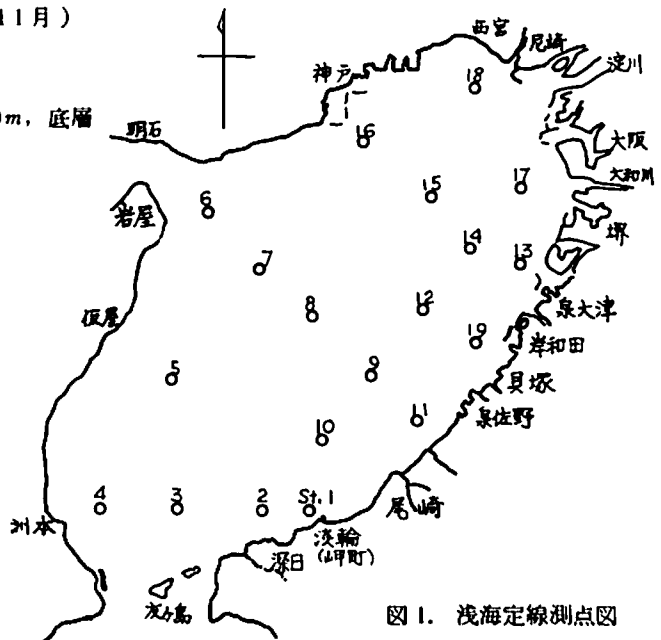 11月)
m, 底層
西宮
尼崎
淀川
神戸
18
明石
16
大阪
大和川
15
17
6
岩屋
堺
14
13
7
仮屋
8
12
泉大津
19
岸和田
5
9
貝塚
泉佐野
11
10
4
3
2
St.1
尾崎
洲本
淡輪
(岬町)
深日
友ヶ島
図1. 浅海定線測点図